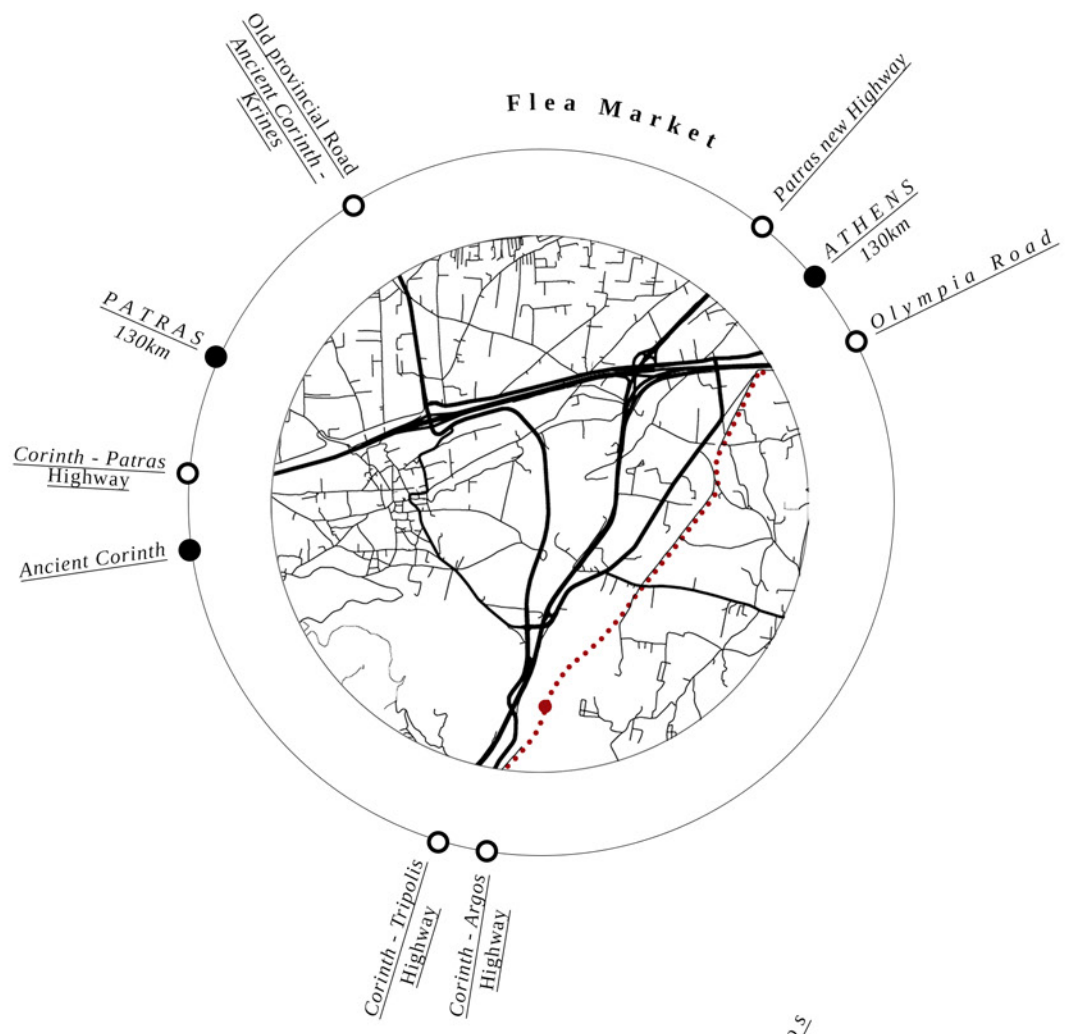 Flea Market
Old provincial Road
Ancient Corinth -
Krines
Patras new Highway
ATHENS
130km
Olympia Road
PATRAS
130km
Corinth - Patras
Highway
Ancient Corinth
Corinth - Tripolis
Highway
Corinth - Argos
Highway